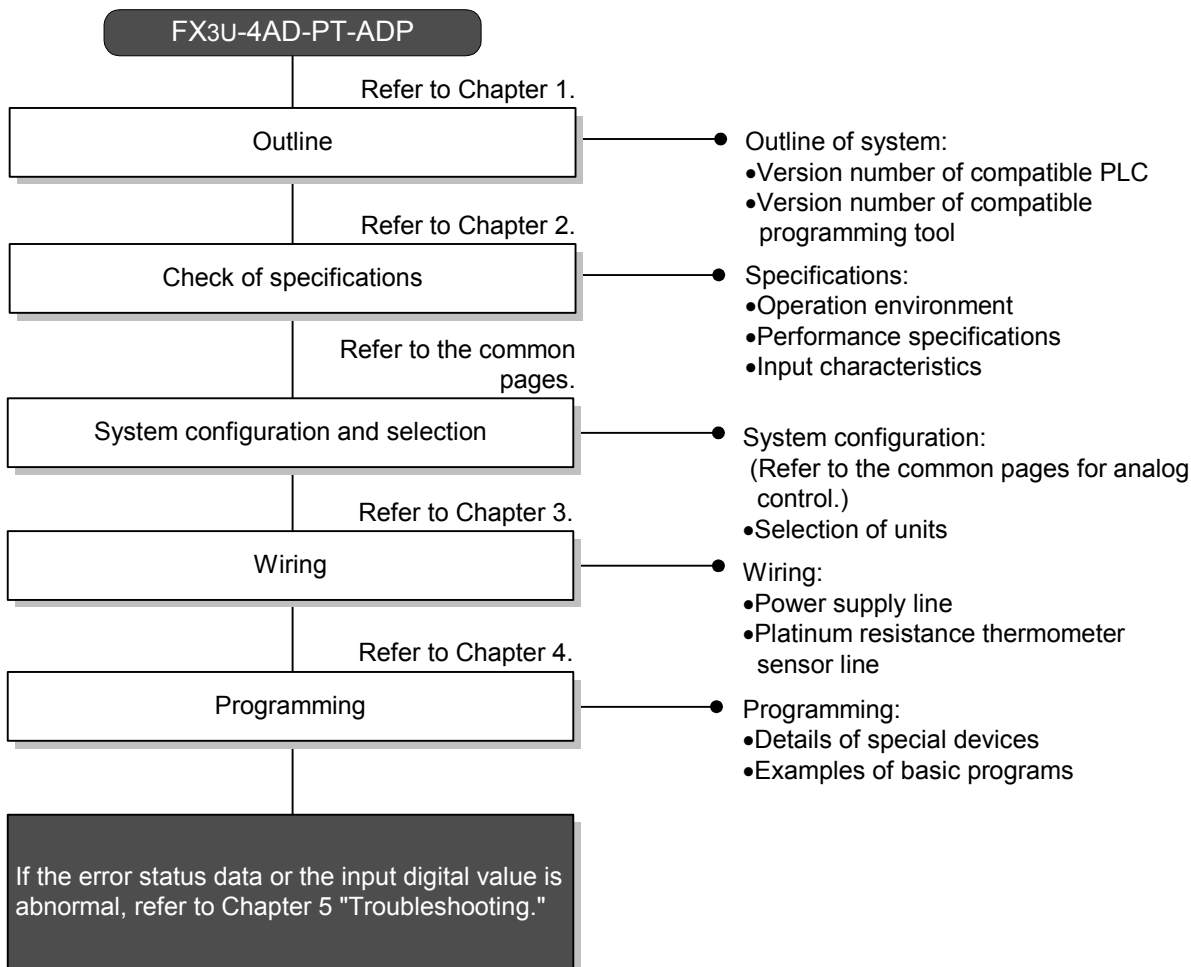 FX3U-4AD-PT-ADP
Refer to Chapter 1.
Outline
Outline of system:
•Version number of compatible PLC
•Version number of compatible
programming tool
Refer to Chapter 2.
Check of specifications
Specifications:
•Operation environment
•Performance specifications
•Input characteristics
Refer to the common
pages.
System configuration and selection
System configuration:
(Refer to the common pages for analog
control.)
•Selection of units
Refer to Chapter 3.
Wiring
Wiring:
•Power supply line
•Platinum resistance thermometer
sensor line
Refer to Chapter 4.
Programming
Programming:
•Details of special devices
•Examples of basic programs
If the error status data or the input digital value is
abnormal, refer to Chapter 5 "Troubleshooting."